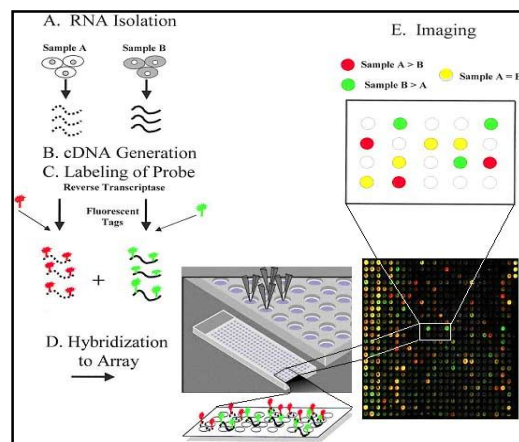 A. RNA Isolation
Sample A
Sample B
B. cDNA Generation
C. Labeling of Probe
Reverse Transcriptase
Fluorescent
Tags
+
D. Hybridization
to Array
E. Imaging
Sample A > B
Sample B > A
Sample A = B